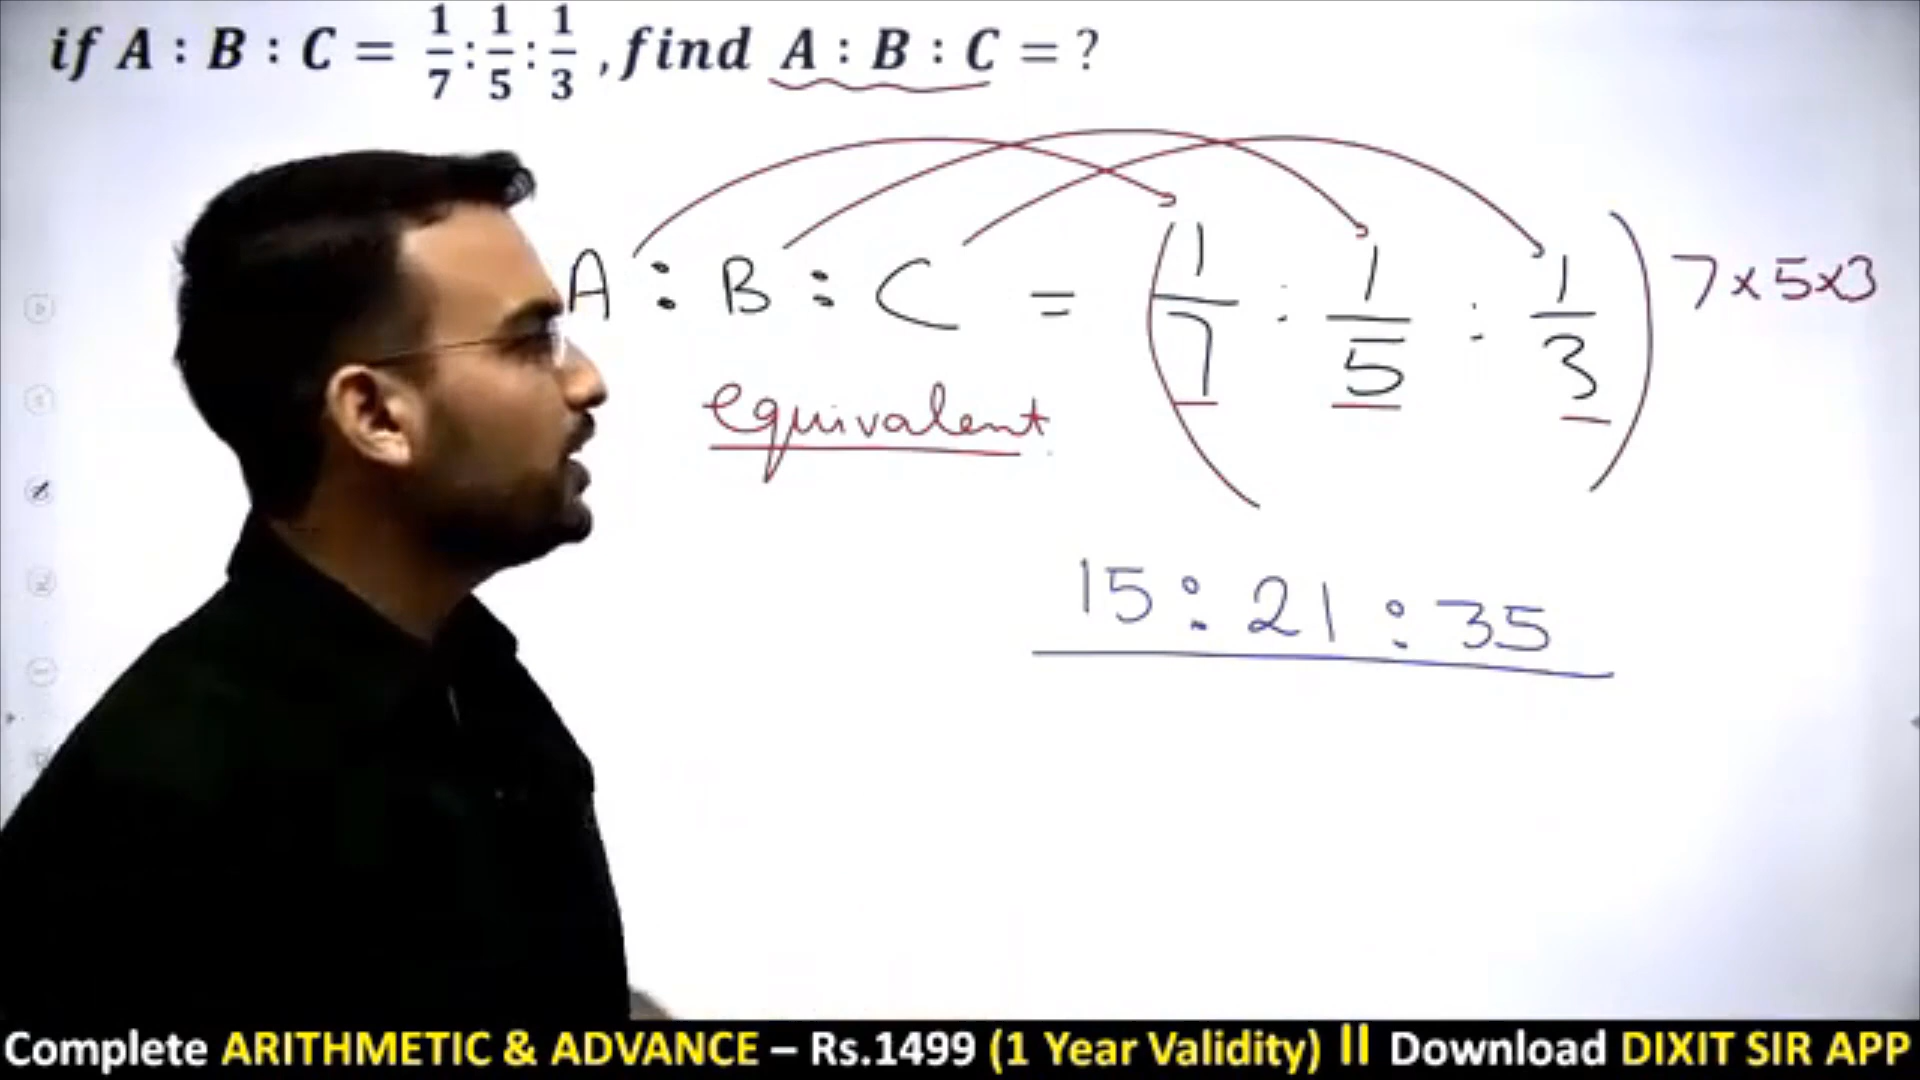 if A : B : C = 1/7 : 1/5 : 1/3 , find A : B : C = ?
A : B : C = ( 1/7 : 1/5 : 1/3 ) 7×5×3
equivalent
15 : 21 : 35
Complete ARITHMETIC & ADVANCE – Rs.1499 (1 Year Validity) II Download DIXIT SIR APP